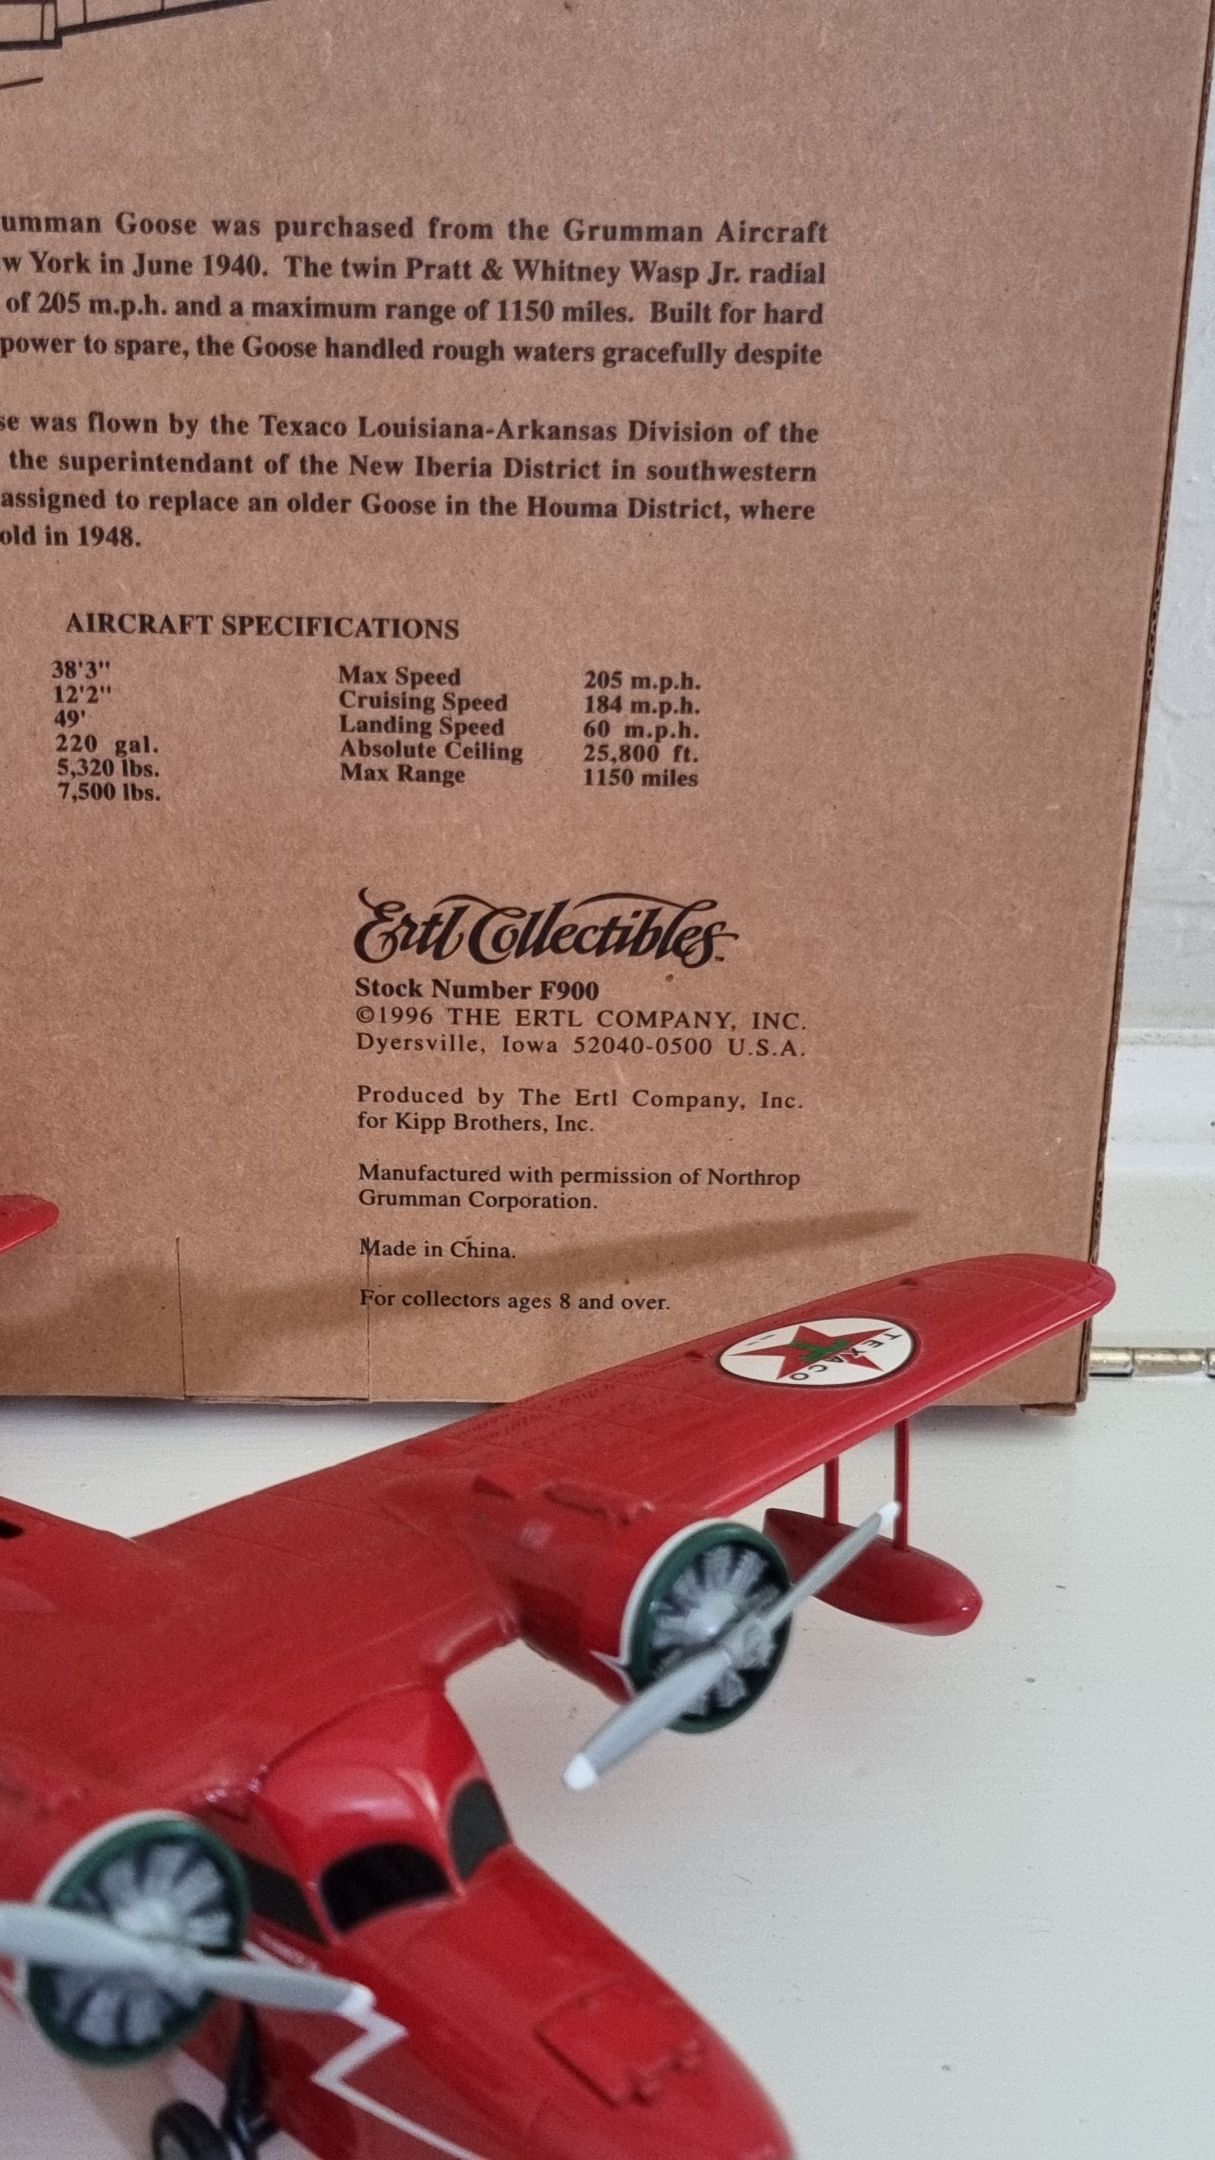 umman Goose was purchased from the Grumman Aircraft
w York in June 1940. The twin Pratt & Whitney Wasp Jr. radial
of 205 m.p.h. and a maximum range of 1150 miles. Built for hard
power to spare, the Goose handled rough waters gracefully despite
se was flown by the Texaco Louisiana-Arkansas Division of the
the superintendant of the New Iberia District in southwestern
assigned to replace an older Goose in the Houma District, where
old in 1948.
AIRCRAFT SPECIFICATIONS
38'3" Max Speed 205 m.p.h.
12'2" Cruising Speed 184 m.p.h.
49' Landing Speed 60 m.p.h.
220 gal. Absolute Ceiling 25,800 ft.
5,320 lbs. Max Range 1150 miles
7,500 lbs.
Ertl Collectibles™
Stock Number F900
©1996 THE ERTL COMPANY, INC.
Dyersville, Iowa 52040-0500 U.S.A.
Produced by The Ertl Company, Inc.
for Kipp Brothers, Inc.
Manufactured with permission of Northrop
Grumman Corporation.
Made in China.
For collectors ages 8 and over.
TEXACO